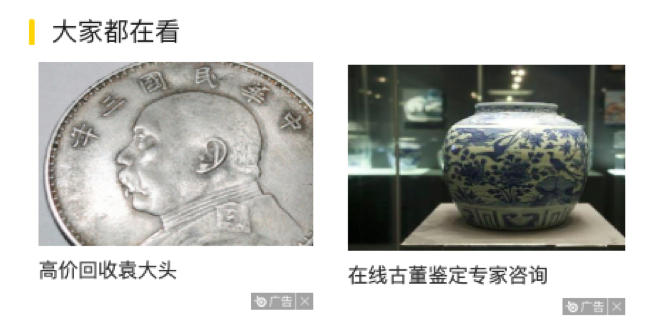 大家都在看
中華民國三年
高价回收袁大头
在线古董鉴定专家咨询
广告
广告